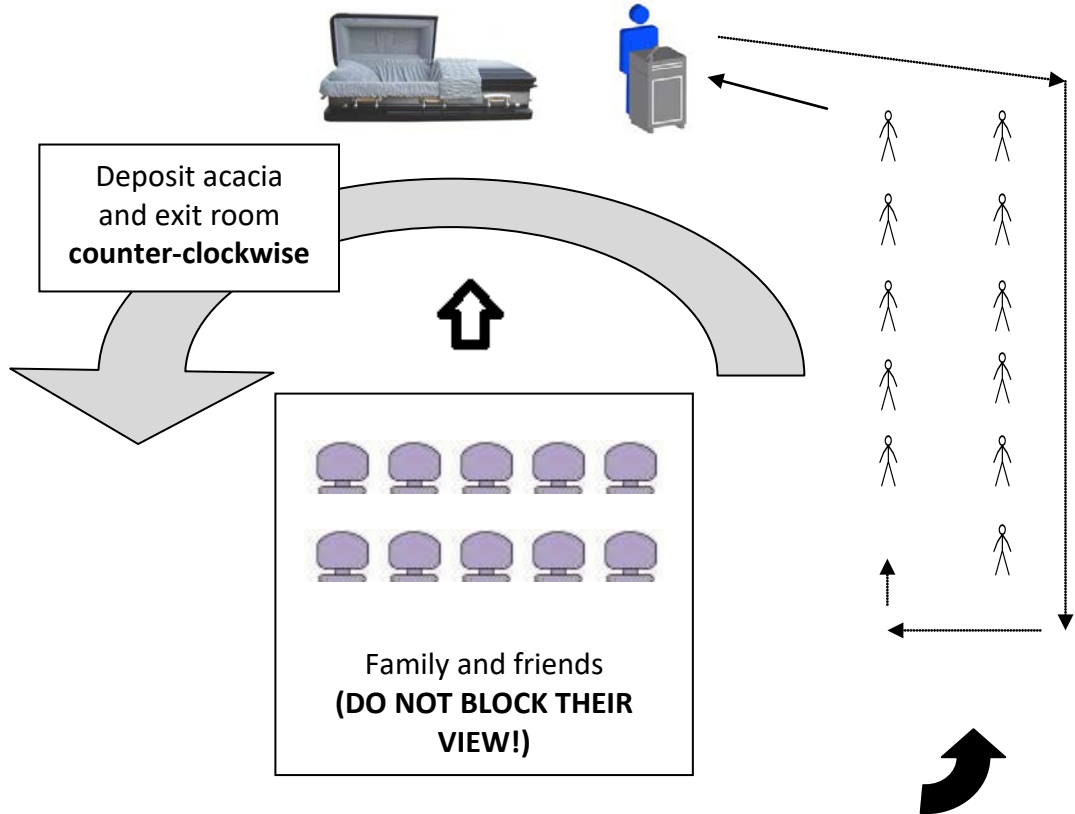 Deposit acacia
and exit room
counter-clockwise
Family and friends
(DO NOT BLOCK THEIR
VIEW!)